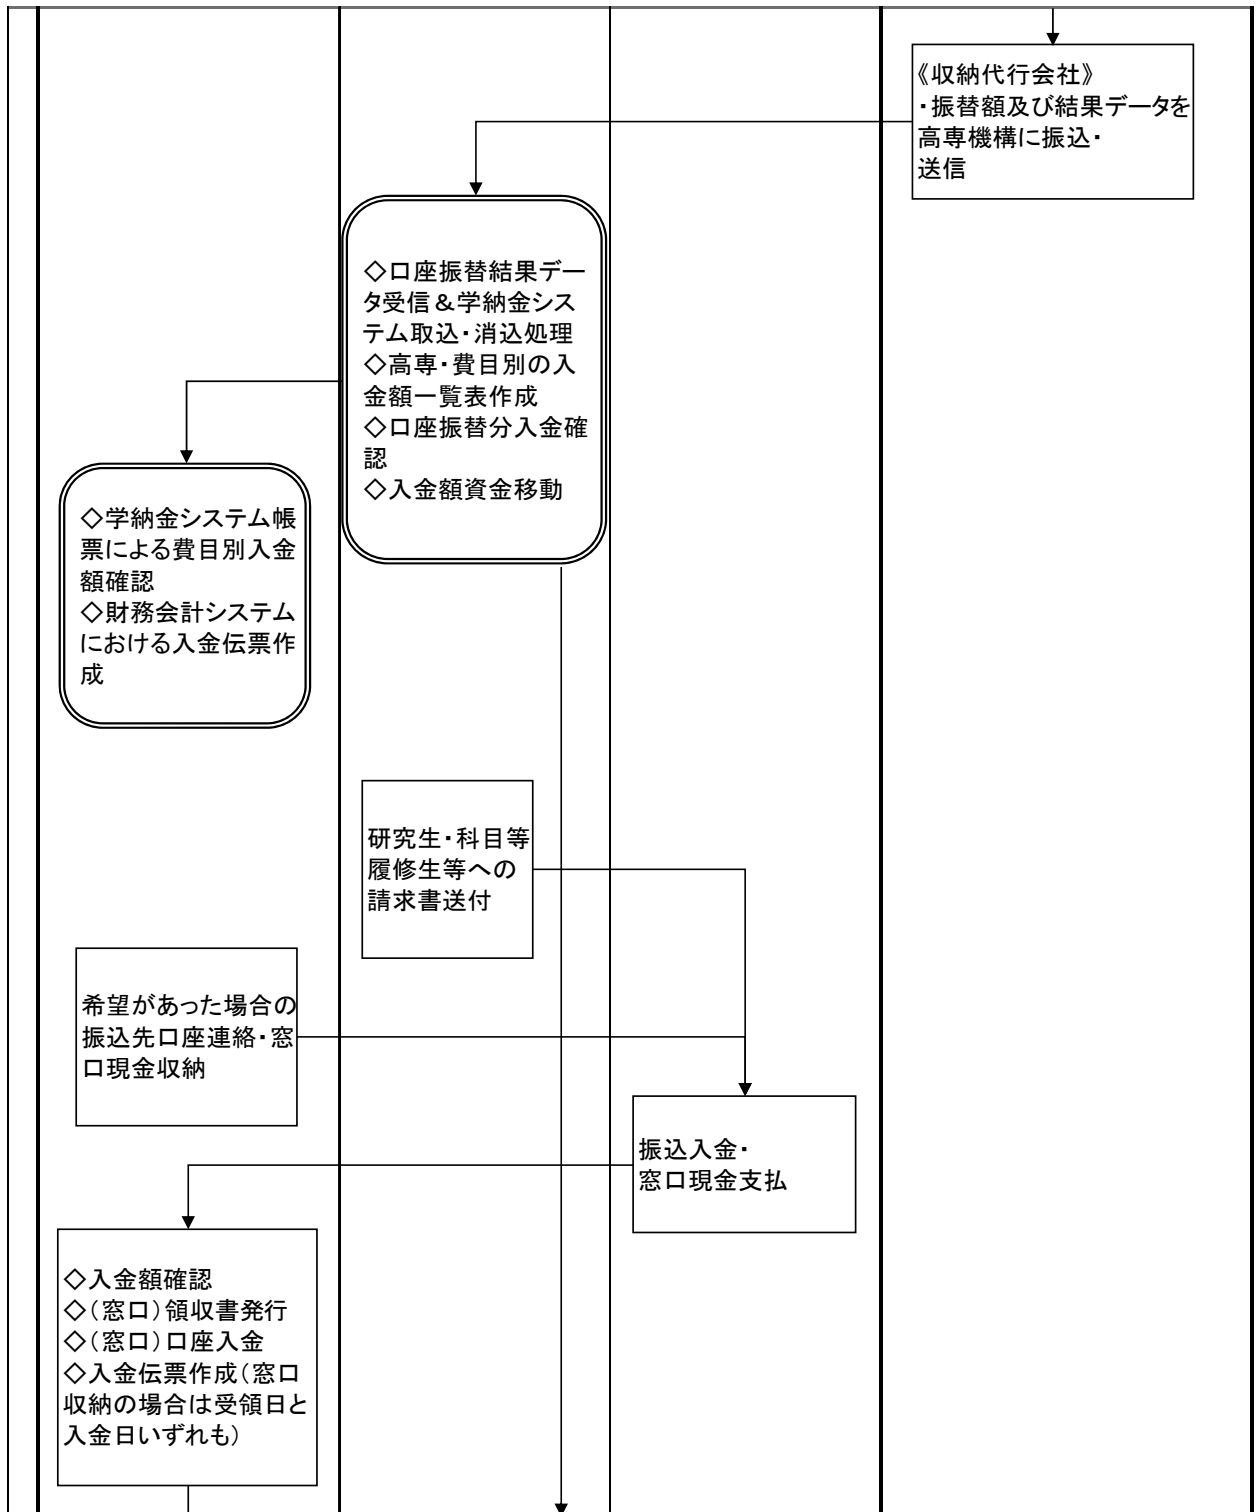 《収納代行会社》
・振替額及び結果データを
高専機構に振込・
送信
◇口座振替結果デー
タ受信&学納金シス
テム取込・消込処理
◇高専・費目別の入
金額一覧表作成
◇口座振替分入金確
認
◇入金額資金移動
◇学納金システム帳
票による費目別入金
額確認
◇財務会計システム
における入金伝票作
成
研究生・科目等
履修生等への
請求書送付
希望があった場合の
振込先口座連絡・窓
口現金収納
振込入金・
窓口現金支払
◇入金額確認
◇(窓口)領収書発行
◇(窓口)口座入金
◇入金伝票作成(窓口
収納の場合は受領日と
入金日いずれも)